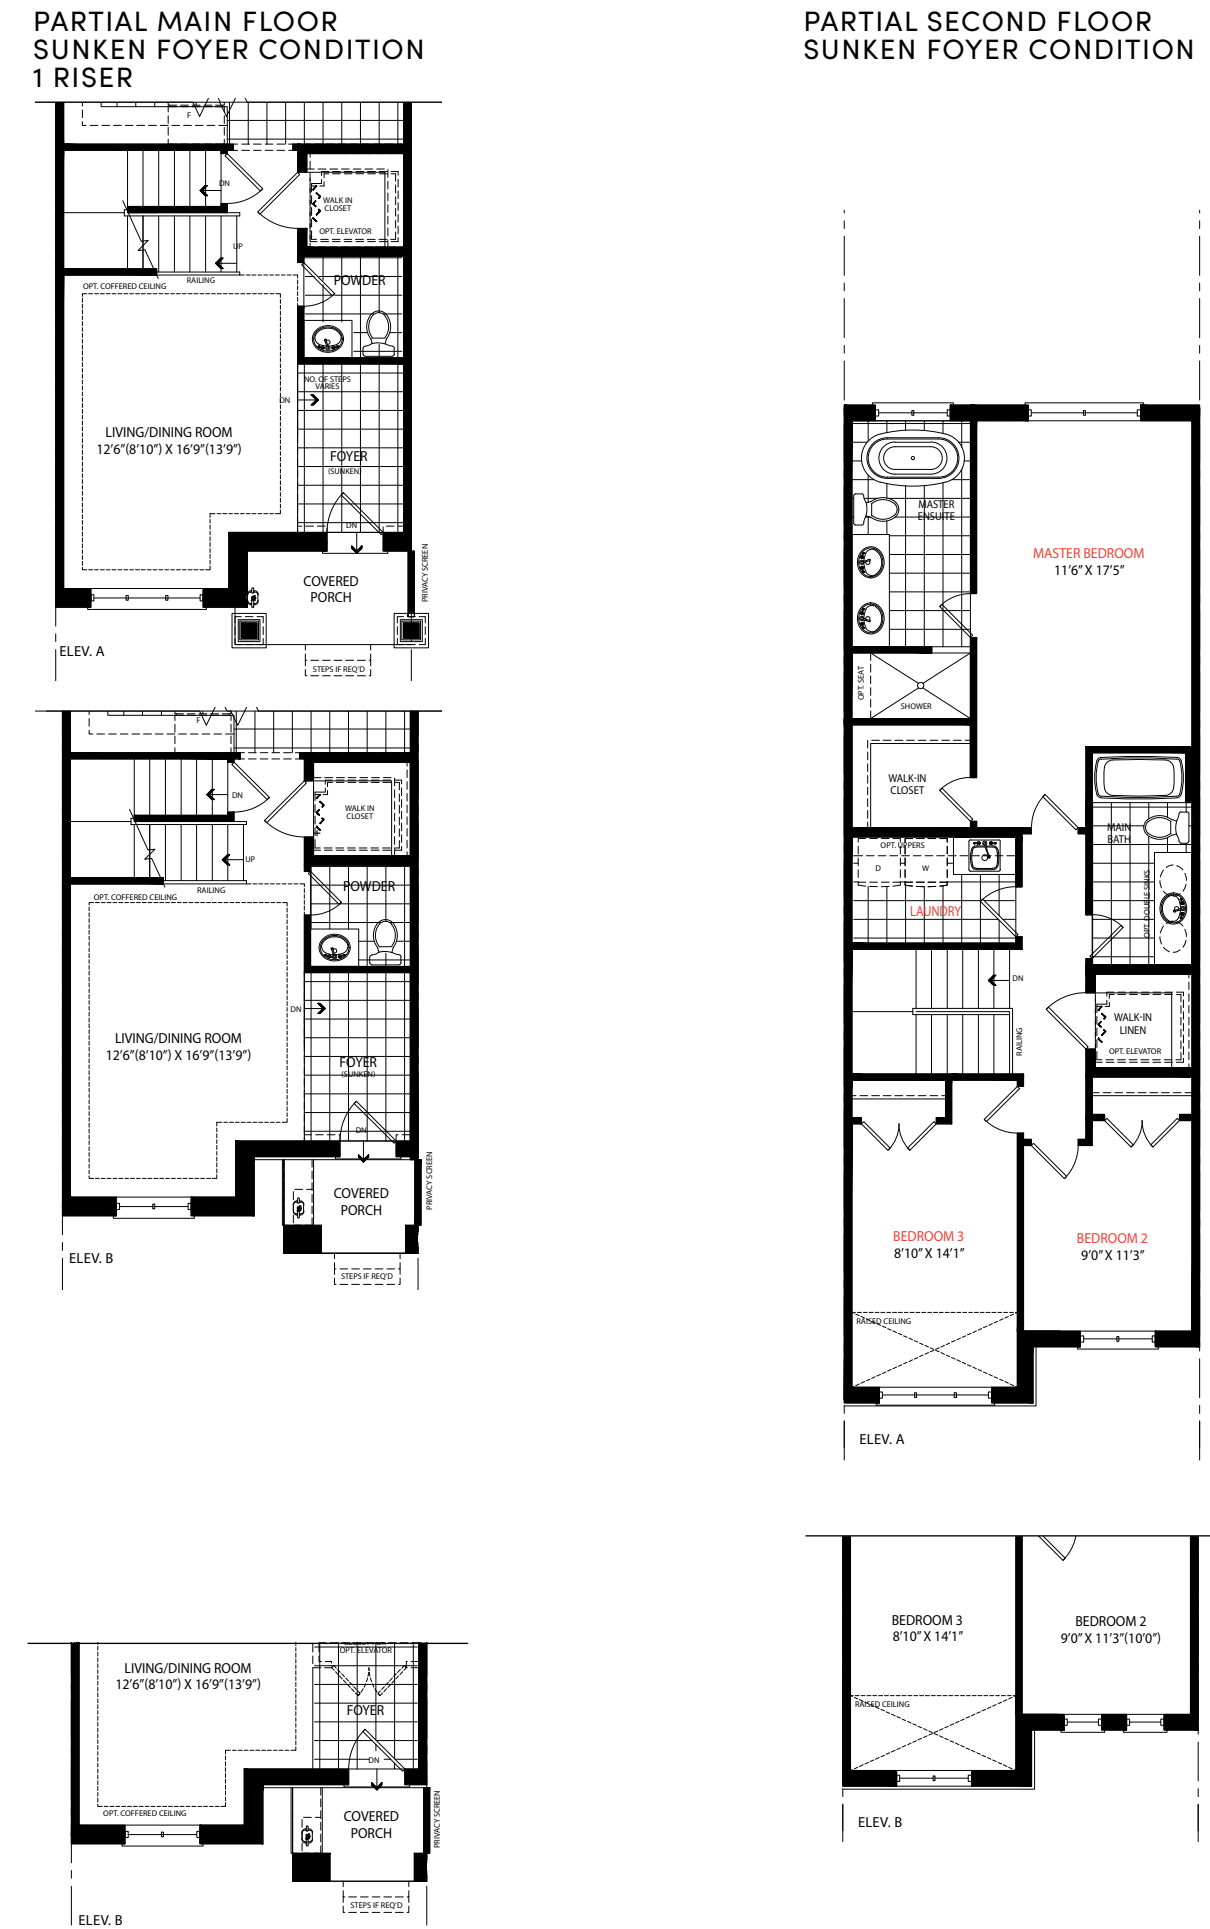 PARTIAL MAIN FLOOR
SUNKEN FOYER CONDITION
1 RISER
F
DN
WALK IN
CLOSET
OPT. ELEVATOR
UP
RAILING
OPT. COFFERED CEILING
POWDER
NO. OF STEPS
VARIES
DN
LIVING/DINING ROOM
12'6"(8'10") X 16'9"(13'9")
FOYER
(SUNKEN)
DN
COVERED
PORCH
PRIVACY SCREEN
STEPS IF REQ'D
ELEV. A
F
DN
WALK IN
CLOSET
UP
RAILING
OPT. COFFERED CEILING
POWDER
DN
LIVING/DINING ROOM
12'6"(8'10") X 16'9"(13'9")
FOYER
(SUNKEN)
DN
COVERED
PORCH
PRIVACY SCREEN
STEPS IF REQ'D
ELEV. B
OPT. ELEVATOR
LIVING/DINING ROOM
12'6"(8'10") X 16'9"(13'9")
FOYER
DN
OPT. COFFERED CEILING
COVERED
PORCH
PRIVACY SCREEN
STEPS IF REQ'D
ELEV. B
PARTIAL SECOND FLOOR
SUNKEN FOYER CONDITION
MASTER
ENSUITE
MASTER BEDROOM
11'6" X 17'5"
OPT. SEAT
SHOWER
WALK-IN
CLOSET
MAIN
BATH
OPT. UPPERS
D
W
LAUNDRY
OPT. DOUBLE SINKS
DN
RAILING
WALK-IN
LINEN
OPT. ELEVATOR
BEDROOM 3
8'10" X 14'1"
BEDROOM 2
9'0" X 11'3"
RAISED CEILING
ELEV. A
BEDROOM 3
8'10" X 14'1"
BEDROOM 2
9'0" X 11'3"(10'0")
RAISED CEILING
ELEV. B